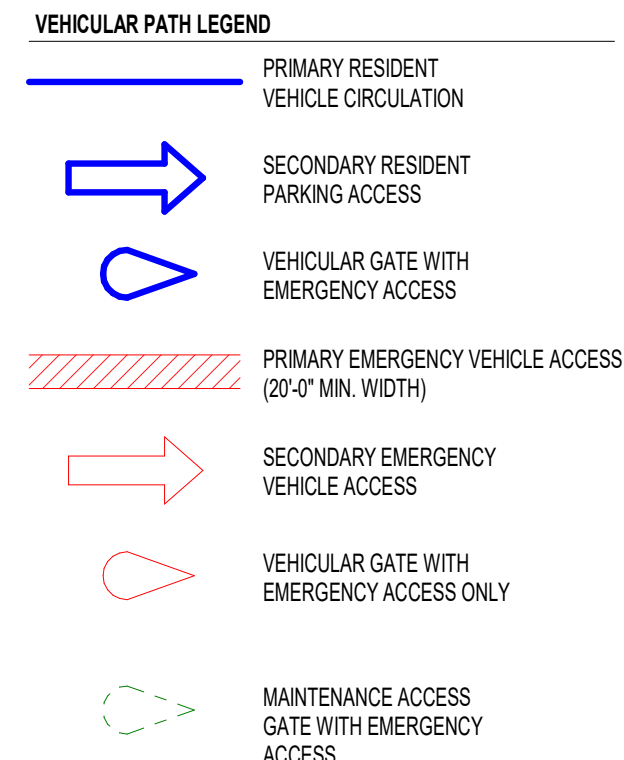 VEHICULAR PATH LEGEND
PRIMARY RESIDENT
VEHICLE CIRCULATION
SECONDARY RESIDENT
PARKING ACCESS
VEHICULAR GATE WITH
EMERGENCY ACCESS
PRIMARY EMERGENCY VEHICLE ACCESS
(20'-0" MIN. WIDTH)
SECONDARY EMERGENCY
VEHICLE ACCESS
VEHICULAR GATE WITH
EMERGENCY ACCESS ONLY
MAINTENANCE ACCESS
GATE WITH EMERGENCY
ACCESS